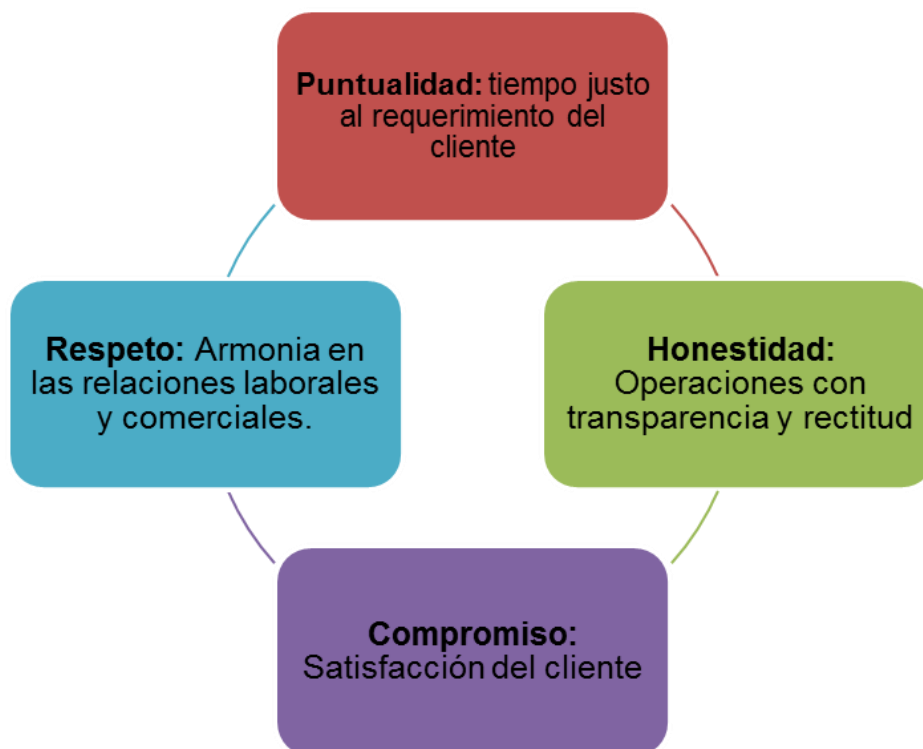 Puntualidad: tiempo justo
al requerimiento del
cliente
Respeto: Armonia en
las relaciones laborales
y comerciales.
Honestidad:
Operaciones con
transparencia y rectitud
Compromiso:
Satisfacción del cliente